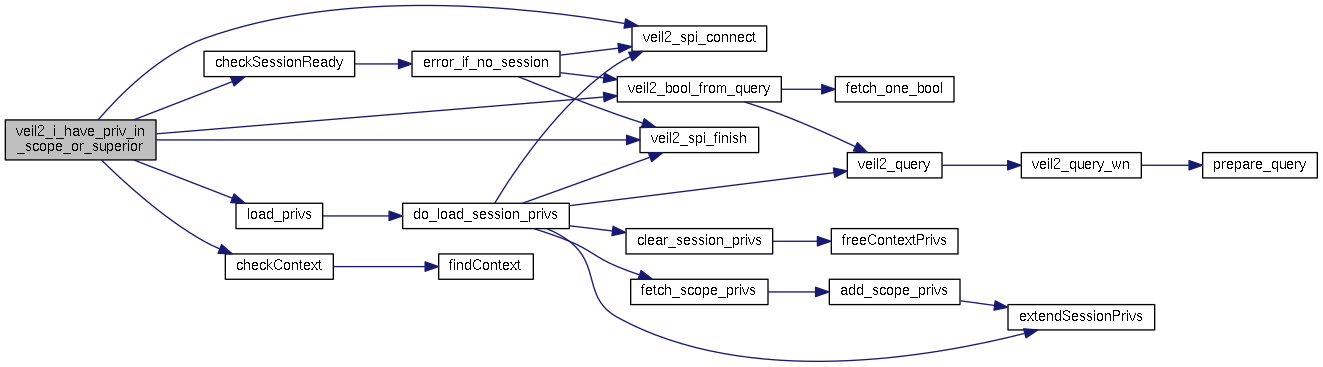 veil2_i_have_priv_in
_scope_or_superior
checkSessionReady
error_if_no_session
veil2_spi_connect
veil2_bool_from_query
fetch_one_bool
veil2_spi_finish
veil2_query
veil2_query_wn
prepare_query
load_privs
do_load_session_privs
clear_session_privs
freeContextPrivs
checkContext
findContext
fetch_scope_privs
add_scope_privs
extendSessionPrivs